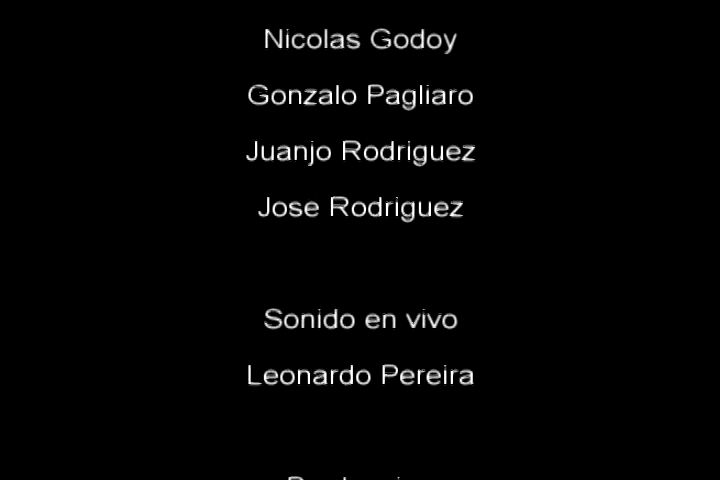 Nicolas Godoy
Gonzalo Pagliaro
Juanjo Rodriguez
Jose Rodriguez
Sonido en vivo
Leonardo Pereira